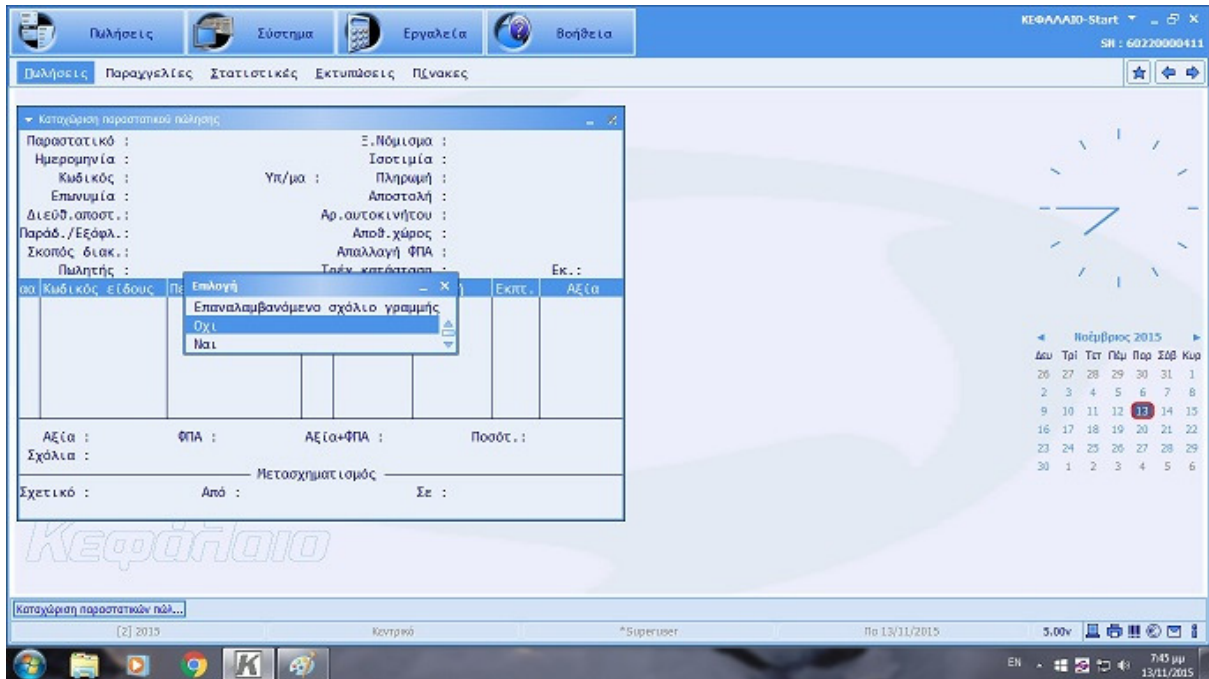 Πωλήσεις Σύστημα Εργαλεία Βοήθεια
ΚΕΦΑΛΑΙΟ-Start
SN : 60220000411
Πωλήσεις Παραγγελίες Στατιστικές Εκτυπώσεις Πίνακες
Καταχώριση παραστατικού πώλησης
Παραστατικό : Ξ.Νόμισμα :
Ημερομηνία : Ισοτιμία :
Κωδικός : Υπ/μα : Πληρωμή :
Επωνυμία : Αποστολή :
Διεύθ.αποστ.: Αρ.αυτοκινήτου :
Παράδ./Εξόφλ.: Αποθ.χώρος :
Σκοπός διακ.: Απαλλαγή ΦΠΑ :
Πωλητής : Τρέχ.κατάσταση : Εκ.:
αα Κωδικός είδους Πε ή Εκπτ. Αξία
Επιλογή
Επαναλαμβανόμενο σχόλιο γραμμής
Οχι
Ναι
Αξία : ΦΠΑ : Αξία+ΦΠΑ : Ποσότ.:
Σχόλια :
Μετασχηματισμός
Σχετικό : Από : Σε :
Κεφάλαιο
Νοέμβριος 2015
Δευ Τρί Τετ Πέμ Παρ Σάβ Κυρ
26 27 28 29 30 31 1
2 3 4 5 6 7 8
9 10 11 12 13 14 15
16 17 18 19 20 21 22
23 24 25 26 27 28 29
30 1 2 3 4 5 6
Καταχώριση παραστατικών πώλ...
[2] 2015 Κεντρικό *Superuser Πα 13/11/2015 5.00v
K EN 7:45 μμ
13/11/2015